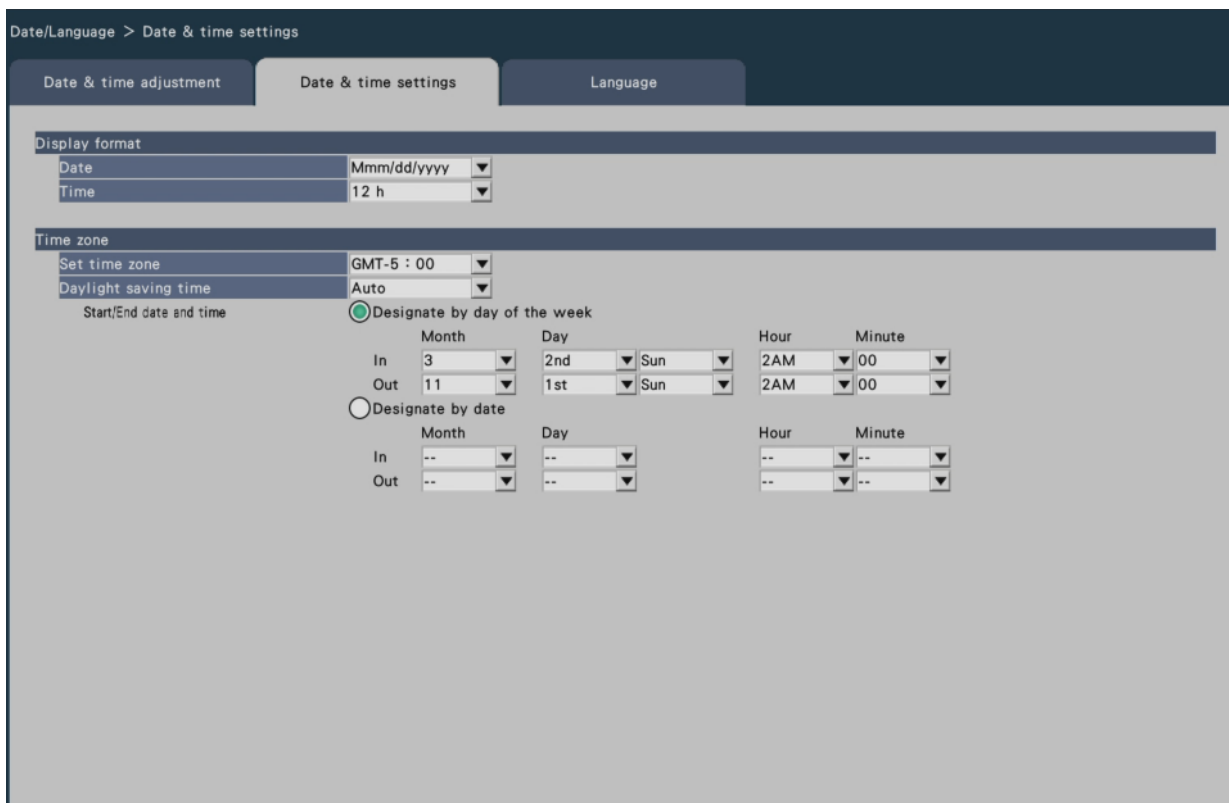 Date/Language > Date & time settings
Date & time adjustment Date & time settings Language
Display format
Date Mmm/dd/yyyy
Time 12 h
Time zone
Set time zone GMT-5 : 00
Daylight saving time Auto
Start/End date and time Designate by day of the week
Month Day Hour Minute
In 3 2nd Sun 2AM 00
Out 11 1st Sun 2AM 00
Designate by date
Month Day Hour Minute
In -- -- -- --
Out -- -- -- --